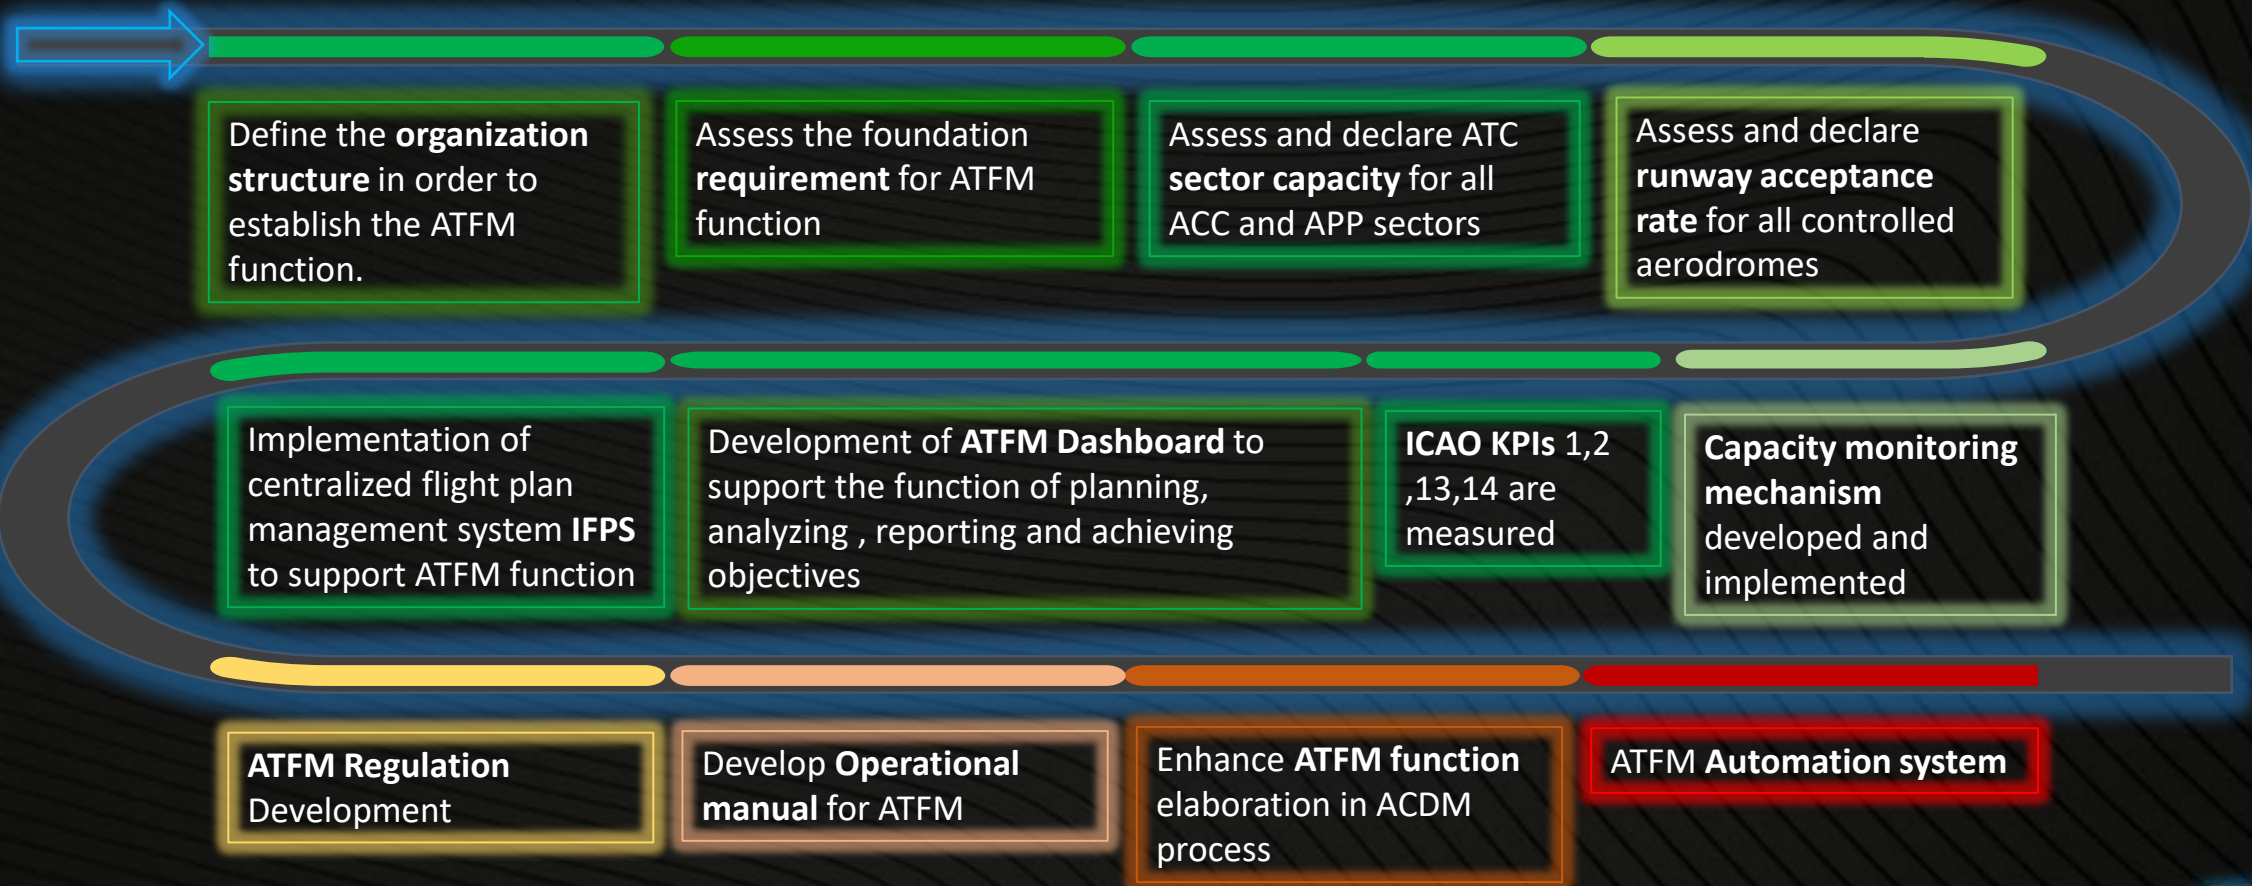 Define the organization
structure in order to
establish the ATFM
function.
Assess the foundation
requirement for ATFM
function
Assess and declare ATC
sector capacity for all
ACC and APP sectors
Assess and declare
runway acceptance
rate for all controlled
aerodromes
Implementation of
centralized flight plan
management system IFPS
to support ATFM function
Development of ATFM Dashboard to
support the function of planning,
analyzing , reporting and achieving
objectives
ICAO KPIs 1,2
,13,14 are
measured
Capacity monitoring
mechanism
developed and
implemented
ATFM Regulation
Development
Develop Operational
manual for ATFM
Enhance ATFM function
elaboration in ACDM
process
ATFM Automation system